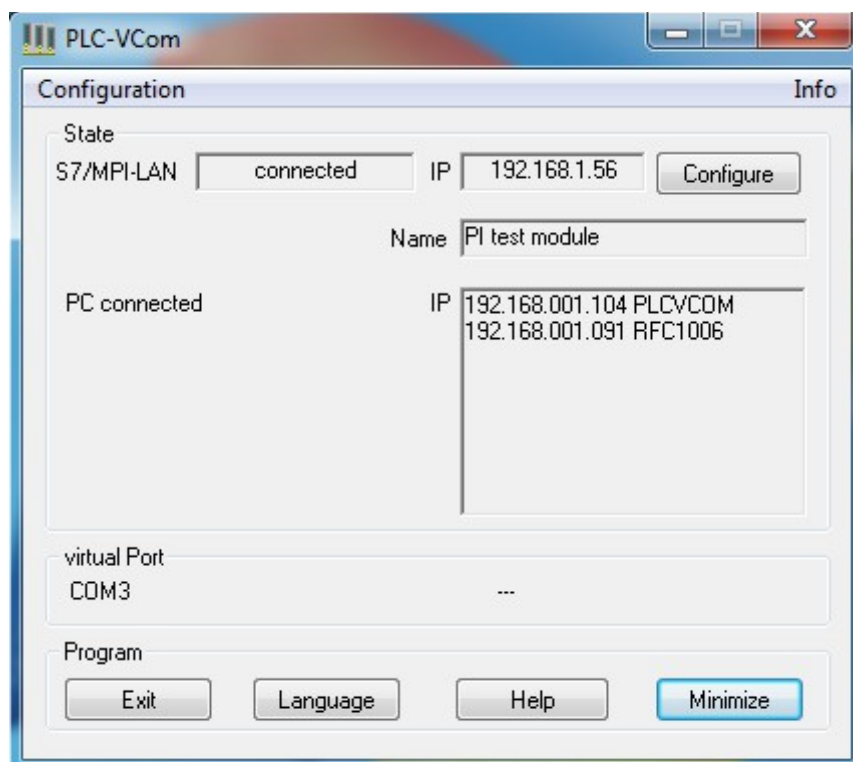 PLC-VCom
Configuration Info
State
S7/MPI-LAN connected IP 192.168.1.56 Configure
Name PI test module
PC connected IP 192.168.001.104 PLCVCOM
192.168.001.091 RFC1006
virtual Port
COM3 ---
Program
Exit Language Help Minimize